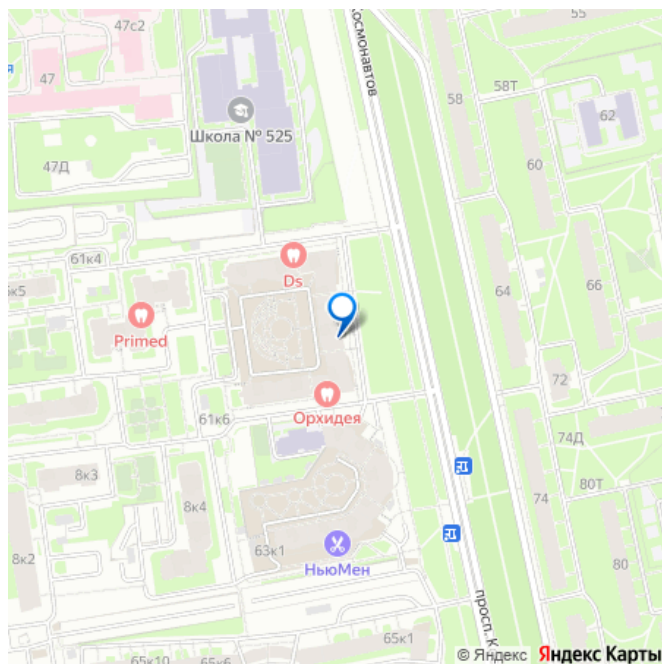 47с2
55
47
Космонавтов
58Т
58
62
Школа № 525
60
47Д
61к4
Ds
к5
64
66
Primed
72
Орхидея
61к6
74Д
8к3
80Т
74
8к4
63к1
8к2
НьюМен
80
просп. К
65к1
65к10
65к6
© Яндекс
Яндекс Карты